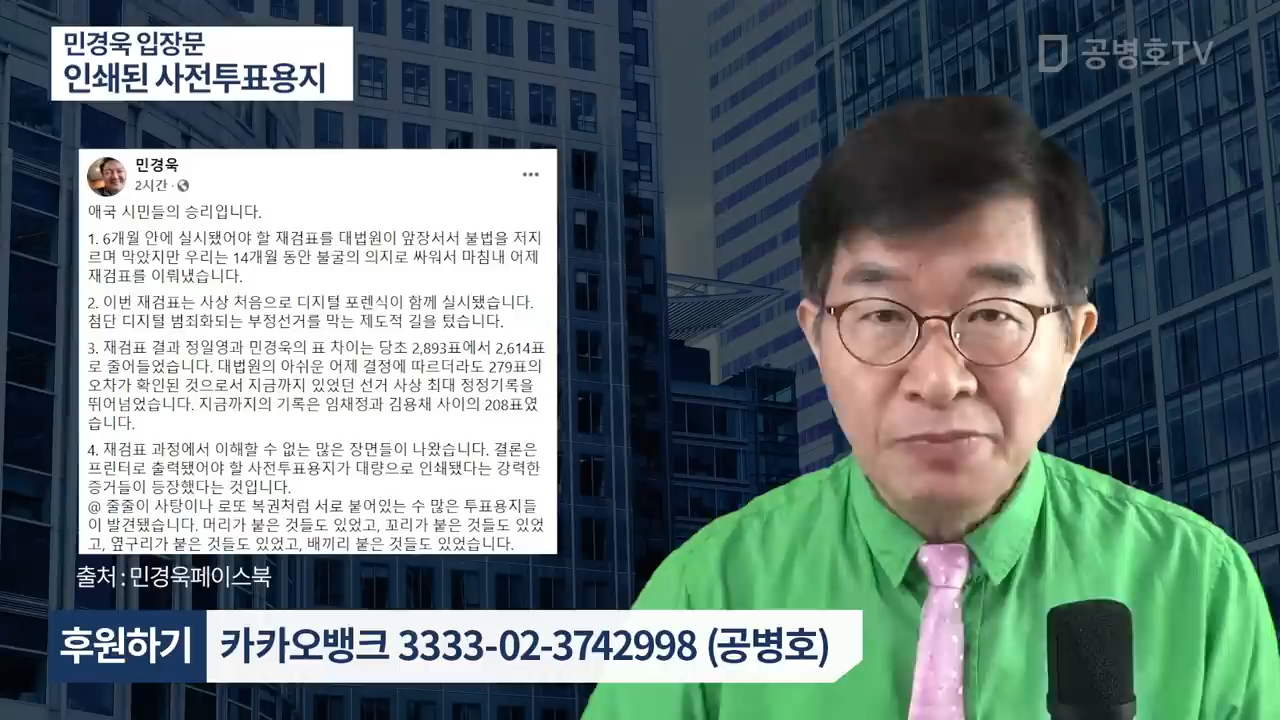 민경욱 입장문
인쇄된 사전투표용지
공병호TV
민경욱
2시간
애국 시민들의 승리입니다.
1. 6개월 안에 실시됐어야 할 재검표를 대법원이 앞장서서 불법을 저지
르며 막았지만 우리는 14개월 동안 불굴의 의지로 싸워서 마침내 어제
재검표를 이뤄냈습니다.
2. 이번 재검표는 사상 처음으로 디지털 포렌식이 함께 실시됐습니다.
첨단 디지털 범죄화되는 부정선거를 막는 제도적 길을 텄습니다.
3. 재검표 결과 정일영과 민경욱의 표 차이는 당초 2,893표에서 2,614표
로 줄어들었습니다. 대법원의 아쉬운 어제 결정에 따르더라도 279표의
오차가 확인된 것으로서 지금까지 있었던 선거 사상 최대 정정기록을
뛰어넘었습니다. 지금까지의 기록은 임채정과 김용채 사이의 208표였
습니다.
4. 재검표 과정에서 이해할 수 없는 많은 장면들이 나왔습니다. 결론은
프린터로 출력됐어야 할 사전투표용지가 대량으로 인쇄됐다는 강력한
증거들이 등장했다는 것입니다.
@ 줄줄이 사탕이나 로또 복권처럼 서로 붙어있는 수 많은 투표용지들
이 발견됐습니다. 머리가 붙은 것들도 있었고, 꼬리가 붙은 것들도 있었
고, 옆구리가 붙은 것들도 있었고, 배끼리 붙은 것들도 있었습니다.
출처 : 민경욱페이스북
후원하기 카카오뱅크 3333-02-3742998 (공병호)